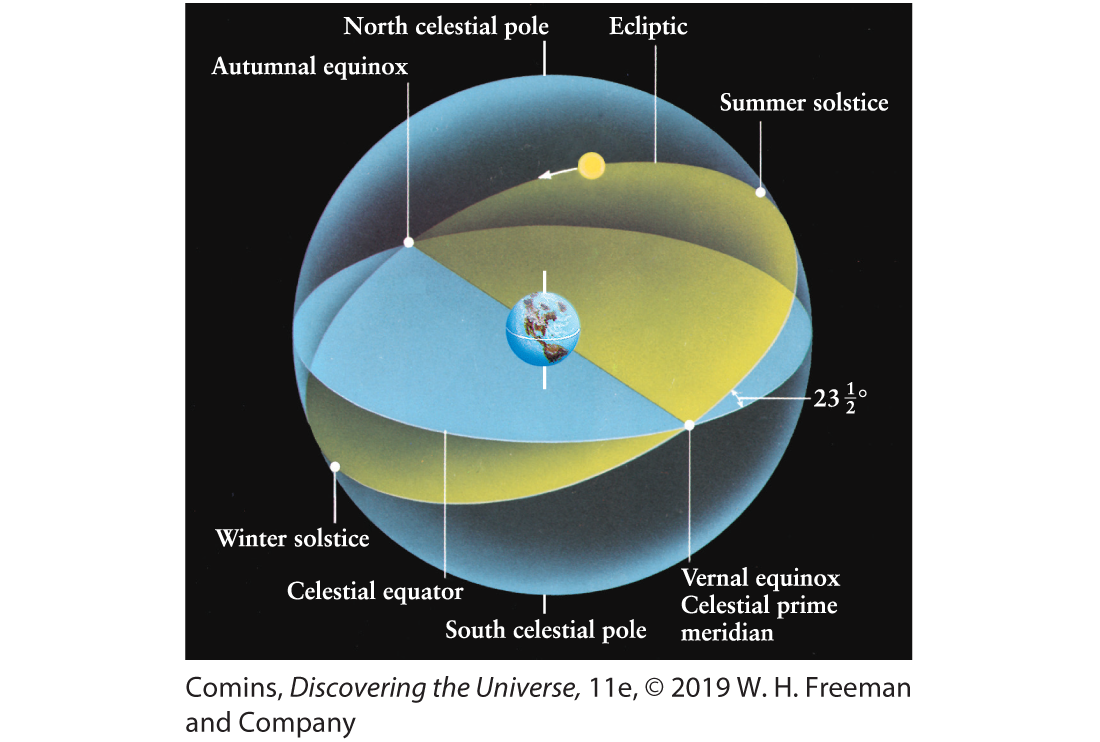 North celestial pole
Ecliptic
Autumnal equinox
Summer solstice
23 1/2°
Winter solstice
Celestial equator
Vernal equinox
Celestial prime
meridian
South celestial pole
Comins, Discovering the Universe, 11e, © 2019 W. H. Freeman
and Company